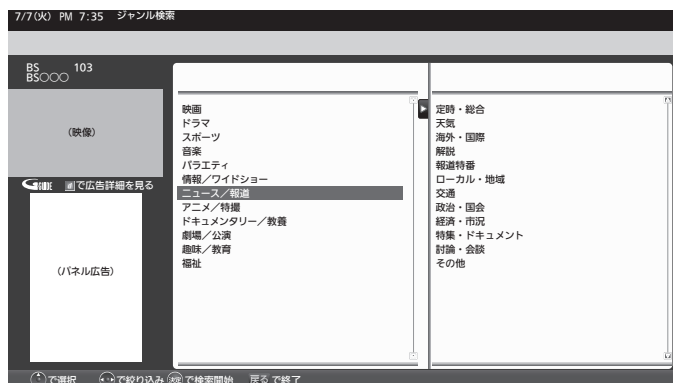 7/7(火) PM 7:35 ジャンル検索
BS 103
BS○○○
(映像)
Gガイド dで広告詳細を見る
(パネル広告)
映画
ドラマ
スポーツ
音楽
バラエティ
情報／ワイドショー
ニュース／報道
アニメ／特撮
ドキュメンタリー／教養
劇場／公演
趣味／教育
福祉
定時・総合
天気
海外・国際
解説
報道特番
ローカル・地域
交通
政治・国会
経済・市況
特集・ドキュメント
討論・会談
その他
で選択 で絞り込み 決定 で検索開始 戻る で終了